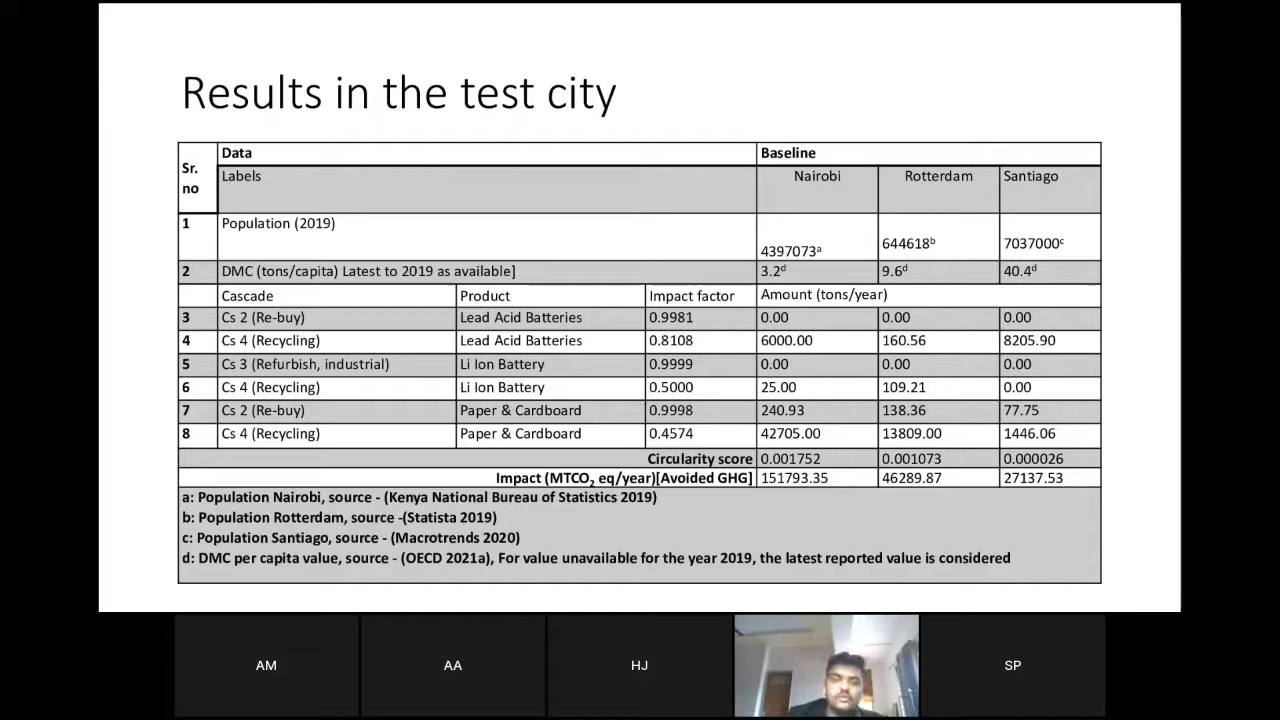 Results in the test city
Sr. no Data Baseline
Labels Nairobi Rotterdam Santiago
1 Population (2019) 4397073ᵃ 644618ᵇ 7037000ᶜ
2 DMC (tons/capita) Latest to 2019 as available] 3.2ᵈ 9.6ᵈ 40.4ᵈ
Cascade Product Impact factor Amount (tons/year)
3 Cs 2 (Re-buy) Lead Acid Batteries 0.9981 0.00 0.00 0.00
4 Cs 4 (Recycling) Lead Acid Batteries 0.8108 6000.00 160.56 8205.90
5 Cs 3 (Refurbish, industrial) Li Ion Battery 0.9999 0.00 0.00 0.00
6 Cs 4 (Recycling) Li Ion Battery 0.5000 25.00 109.21 0.00
7 Cs 2 (Re-buy) Paper & Cardboard 0.9998 240.93 138.36 77.75
8 Cs 4 (Recycling) Paper & Cardboard 0.4574 42705.00 13809.00 1446.06
Circularity score 0.001752 0.001073 0.000026
Impact (MTCO₂ eq/year)[Avoided GHG] 151793.35 46289.87 27137.53
a: Population Nairobi, source - (Kenya National Bureau of Statistics 2019)
b: Population Rotterdam, source -(Statista 2019)
c: Population Santiago, source - (Macrotrends 2020)
d: DMC per capita value, source - (OECD 2021a), For value unavailable for the year 2019, the latest reported value is considered
AM AA HJ SP